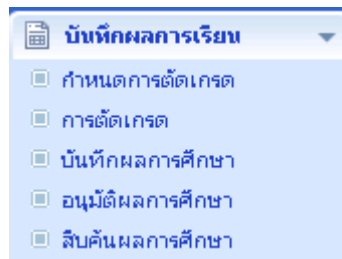 บันทึกผลการเรียน
กำหนดการตัดเกรด
การตัดเกรด
บันทึกผลการศึกษา
อนุมัติผลการศึกษา
สืบค้นผลการศึกษา